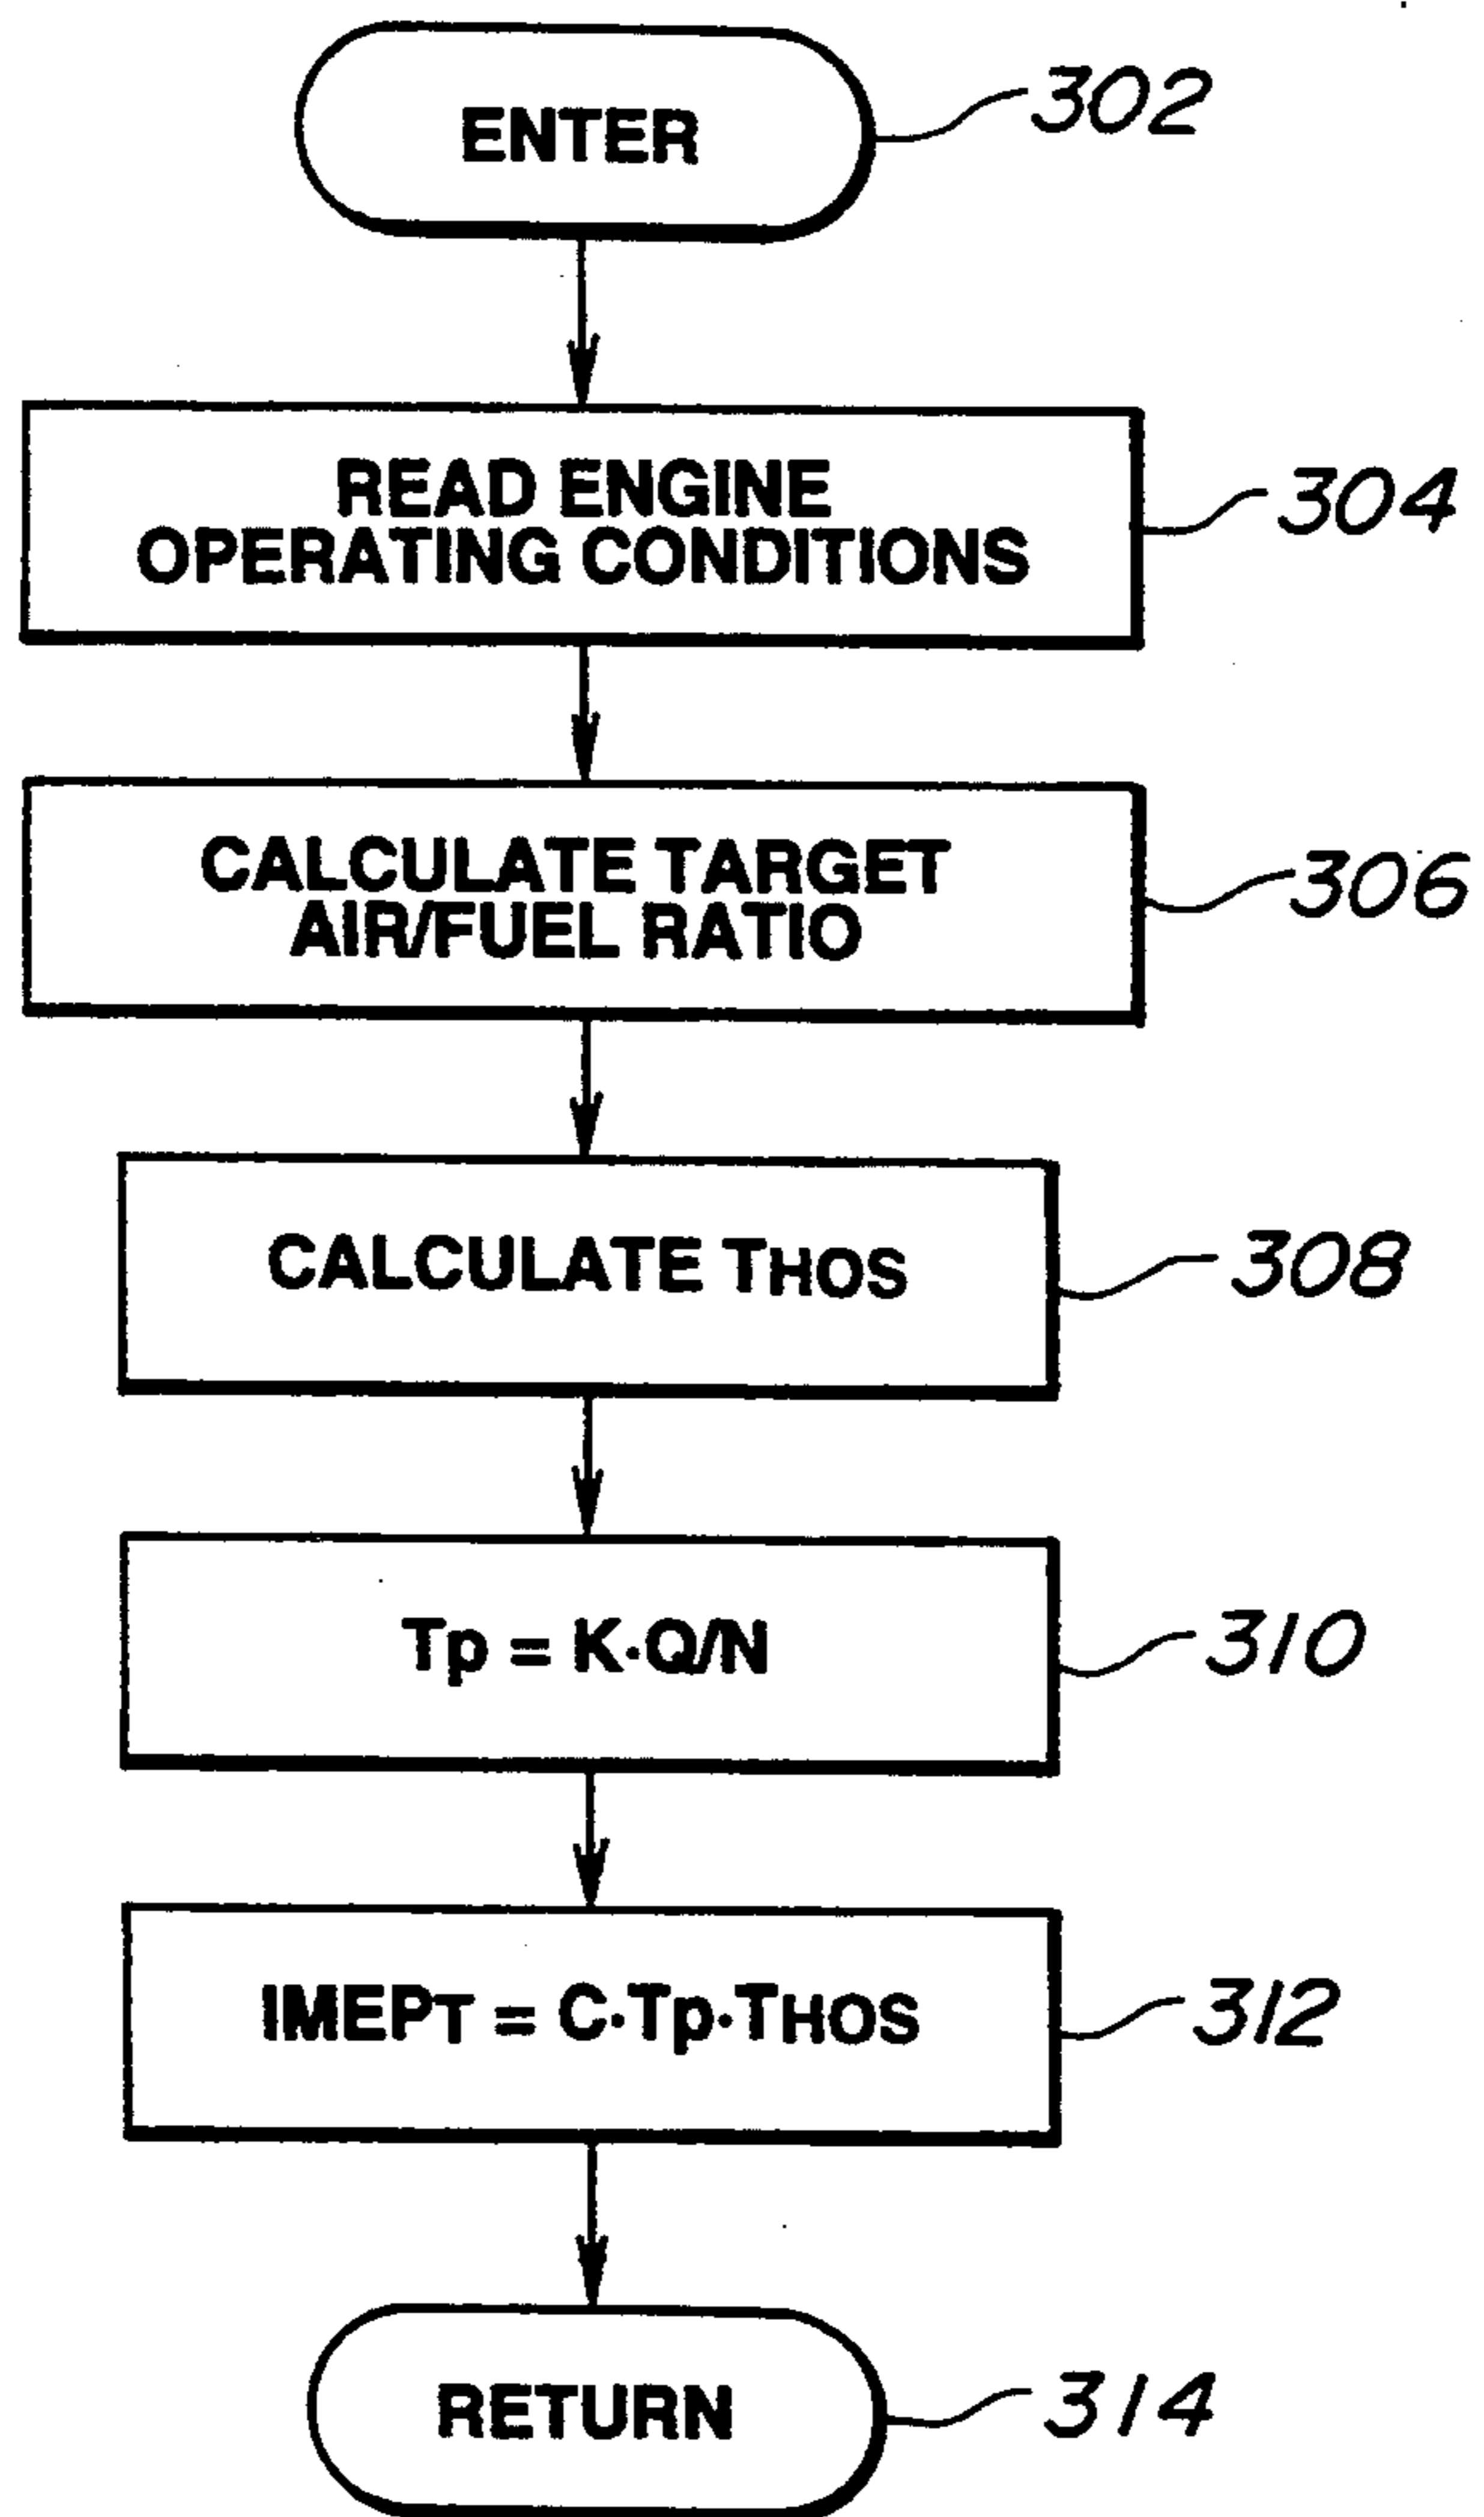 ENTER
302
READ ENGINE
OPERATING CONDITIONS
304
CALCULATE TARGET
AIR/FUEL RATIO
306
CALCULATE THOS
308
Tp = K·Q/N
310
IMEPT = C·Tp·THOS
312
RETURN
314